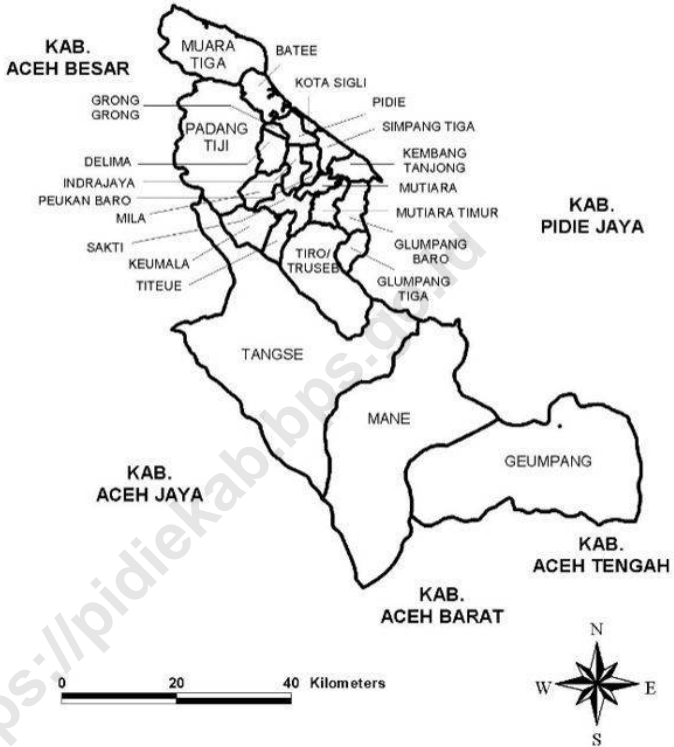 MUARA
TIGA
BATEE
KAB.
ACEH BESAR
KOTA SIGLI
GRONG
GRONG
PIDIE
PADANG
TIJI
SIMPANG TIGA
DELIMA
KEMBANG
TANJONG
INDRAJAYA
MUTIARA
PEUKAN BARO
MILA
MUTIARA TIMUR
KAB.
PIDIE JAYA
SAKTI
GLUMPANG
BARO
KEUMALA
TIRO/
TRUSEB
TITEUE
GLUMPANG
TIGA
TANGSE
MANE
GEUMPANG
KAB.
ACEH JAYA
KAB.
ACEH TENGAH
KAB.
ACEH BARAT
0 20 40 Kilometers
N
W E
S
ps://pidiekab.bps.go.id